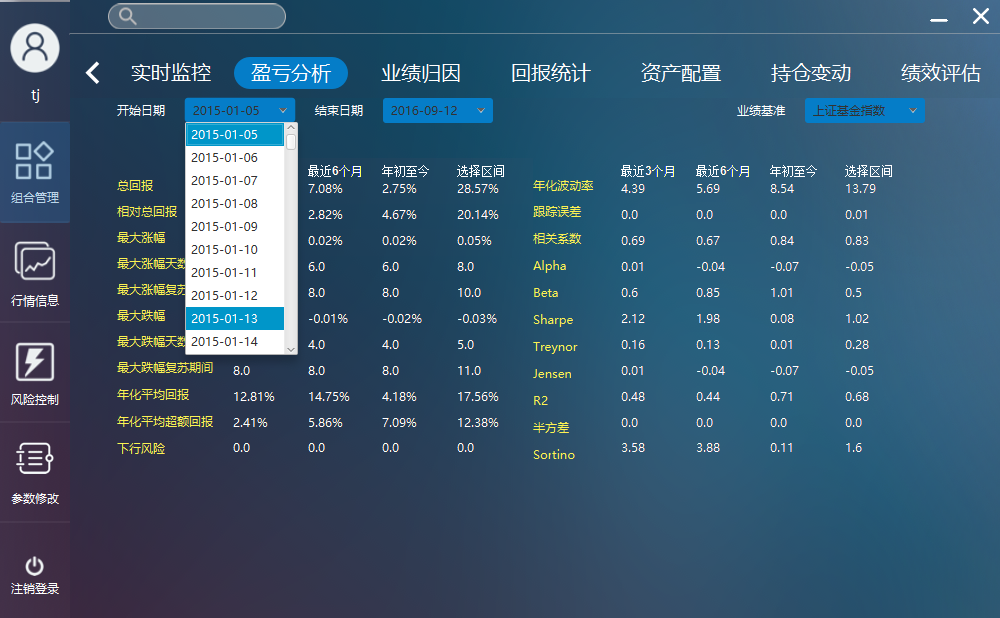 tj
组合管理
行情信息
风险控制
参数修改
注销登录
实时监控 盈亏分析 业绩归因 回报统计 资产配置 持仓变动 绩效评估
开始日期 2015-01-05 结束日期 2016-09-12 业绩基准 上证基金指数
2015-01-05
2015-01-06
2015-01-07
2015-01-08
2015-01-09
2015-01-10
2015-01-11
2015-01-12
2015-01-13
2015-01-14
最近6个月 年初至今 选择区间
总回报 7.08% 2.75% 28.57%
相对总回报 2.82% 4.67% 20.14%
最大涨幅 0.02% 0.02% 0.05%
最大涨幅天数 6.0 6.0 8.0
最大涨幅复苏 8.0 8.0 10.0
最大跌幅 -0.01% -0.02% -0.03%
最大跌幅天数 4.0 4.0 5.0
最大跌幅复苏期间 8.0 8.0 8.0 11.0
年化平均回报 12.81% 14.75% 4.18% 17.56%
年化平均超额回报 2.41% 5.86% 7.09% 12.38%
下行风险 0.0 0.0 0.0 0.0
最近3个月 最近6个月 年初至今 选择区间
年化波动率 4.39 5.69 8.54 13.79
跟踪误差 0.0 0.0 0.0 0.01
相关系数 0.69 0.67 0.84 0.83
Alpha 0.01 -0.04 -0.07 -0.05
Beta 0.6 0.85 1.01 0.5
Sharpe 2.12 1.98 0.08 1.02
Treynor 0.16 0.13 0.01 0.28
Jensen 0.01 -0.04 -0.07 -0.05
R2 0.48 0.44 0.71 0.68
半方差 0.0 0.0 0.0 0.0
Sortino 3.58 3.88 0.11 1.6